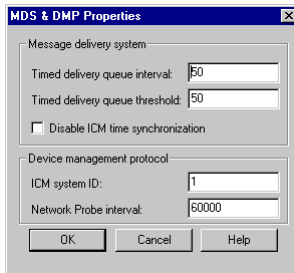 MDS & DMP Properties
Message delivery system
Timed delivery queue interval: 50
Timed delivery queue threshold: 50
Disable ICM time synchronization
Device management protocol
ICM system ID: 1
Network Probe interval: 60000
OK Cancel Help